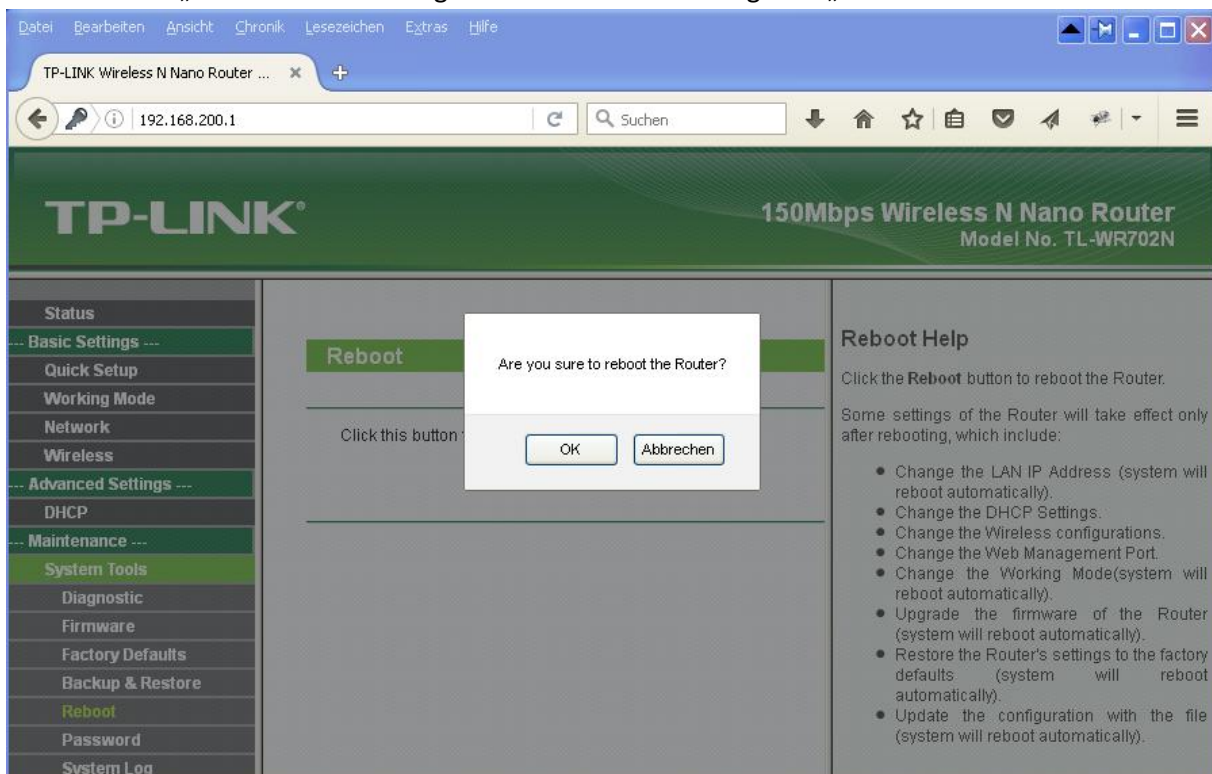 Datei Bearbeiten Ansicht Chronik Lesezeichen Extras Hilfe
TP-LINK Wireless N Nano Router ...
192.168.200.1
Suchen
TP-LINK®
150Mbps Wireless N Nano Router
Model No. TL-WR702N
Status
--- Basic Settings ---
Quick Setup
Working Mode
Network
Wireless
--- Advanced Settings ---
DHCP
--- Maintenance ---
System Tools
Diagnostic
Firmware
Factory Defaults
Backup & Restore
Reboot
Password
System Log
Reboot
Click this button
Are you sure to reboot the Router?
OK Abbrechen
Reboot Help
Click the Reboot button to reboot the Router.
Some settings of the Router will take effect only
after rebooting, which include:
● Change the LAN IP Address (system will
reboot automatically).
● Change the DHCP Settings.
● Change the Wireless configurations.
● Change the Web Management Port.
● Change the Working Mode(system will
reboot automatically).
● Upgrade the firmware of the Router
(system will reboot automatically).
● Restore the Router's settings to the factory
defaults (system will reboot
automatically).
● Update the configuration with the file
(system will reboot automatically).